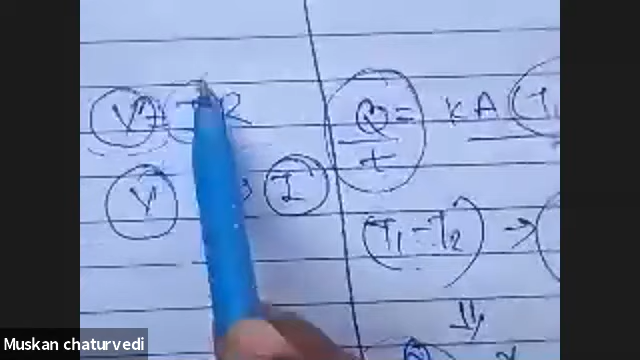 V = IR
V → I
Q/t = KA (T₁
(T₁ - T₂) →
Muskan chaturvedi